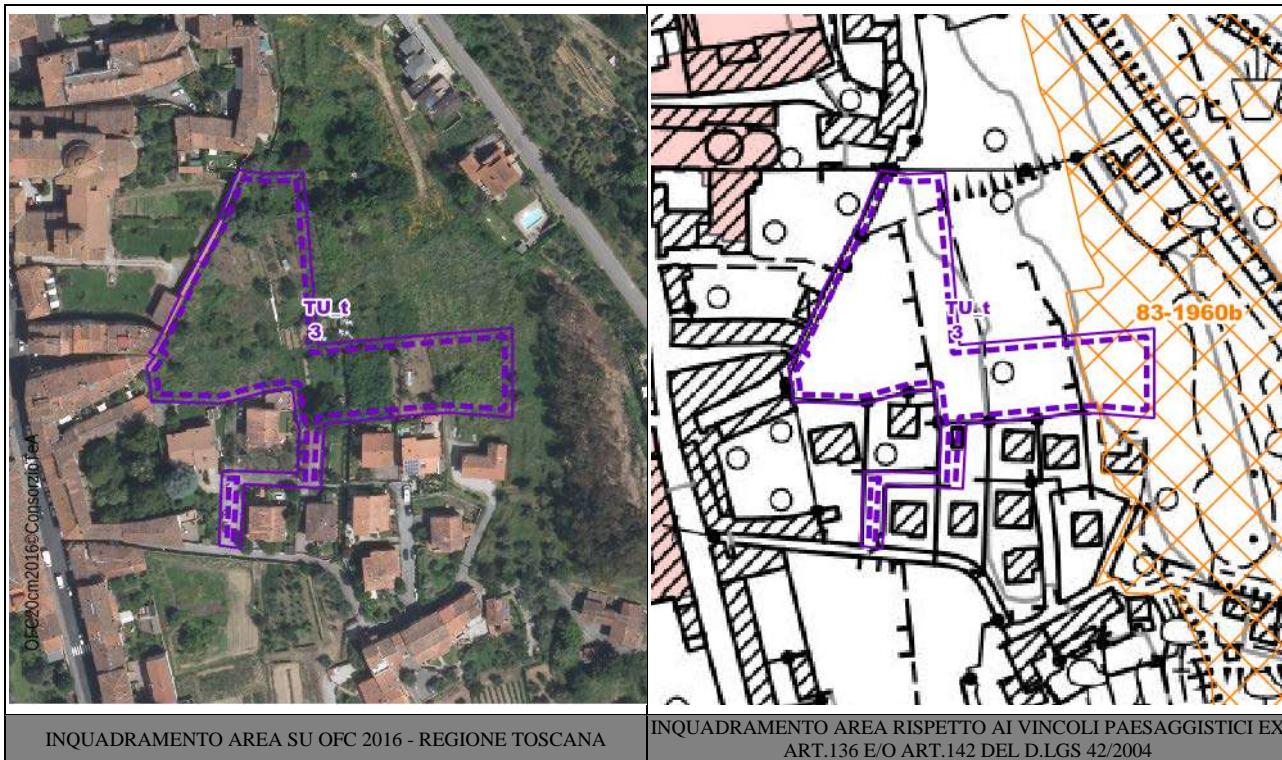 TU_t
3
OFC20cm2016©ConsorzioTeA
TU_t
3
83-1960b
INQUADRAMENTO AREA SU OFC 2016 - REGIONE TOSCANA
INQUADRAMENTO AREA RISPETTO AI VINCOLI PAESAGGISTICI EX
ART.136 E/O ART.142 DEL D.LGS 42/2004